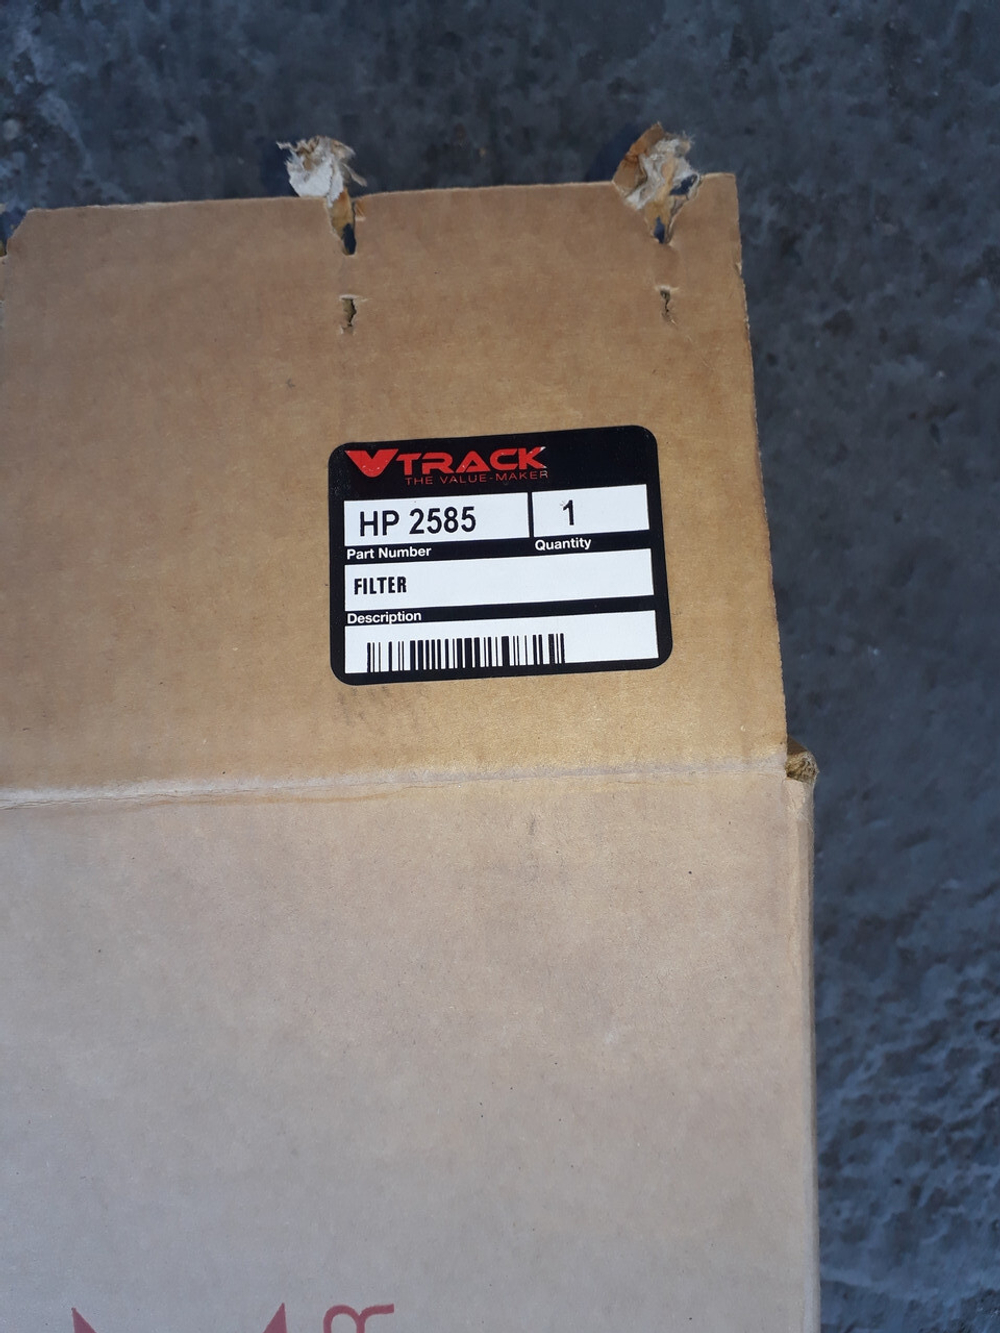 VTRACK
THE VALUE-MAKER
HP 2585
1
Part Number
Quantity
FILTER
Description